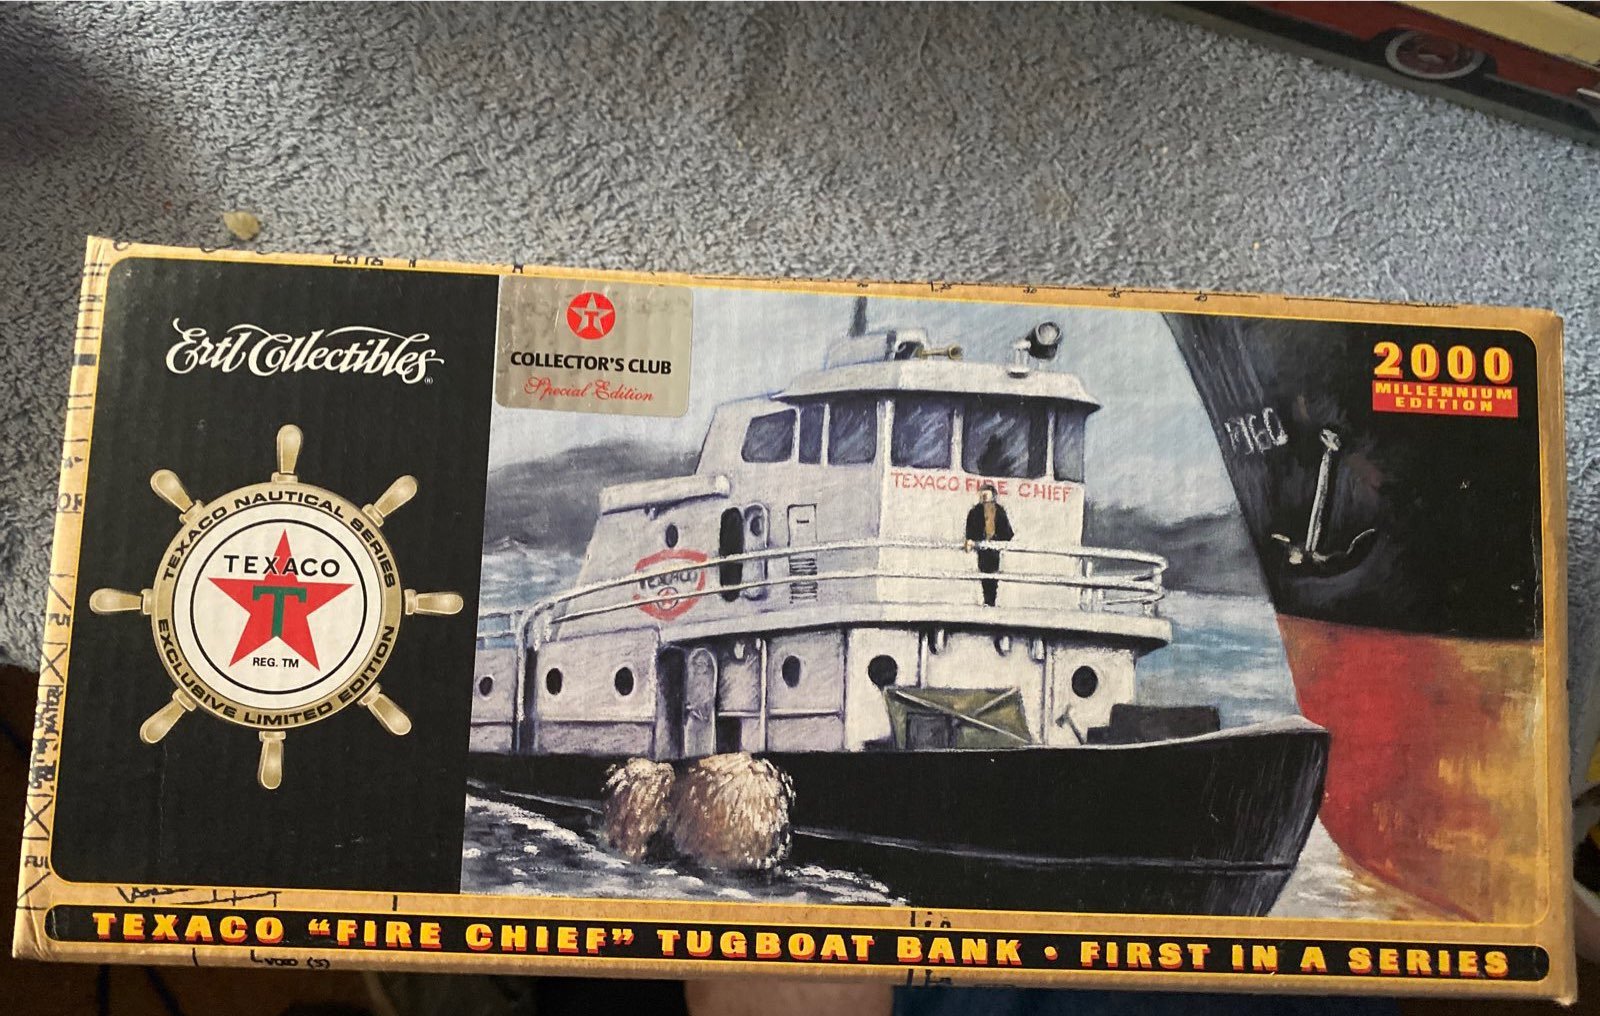 Ertl Collectibles®
COLLECTOR'S CLUB
Special Edition
2000
MILLENNIUM
EDITION
TEXACO NAUTICAL SERIES
TEXACO
T
REG. TM
EXCLUSIVE LIMITED EDITION
TEXACO FIRE CHIEF
TEXACO
TEXACO "FIRE CHIEF" TUGBOAT BANK • FIRST IN A SERIES